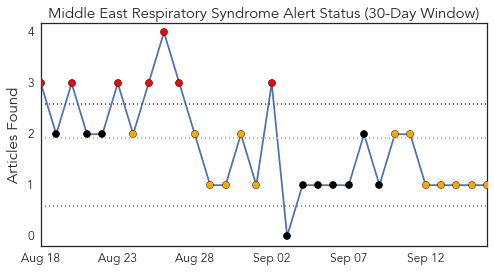 Middle East Respiratory Syndrome Alert Status (30-Day Window)
Articles Found
4
3
2
1
0
Aug 18 Aug 23 Aug 28 Sep 02 Sep 07 Sep 12